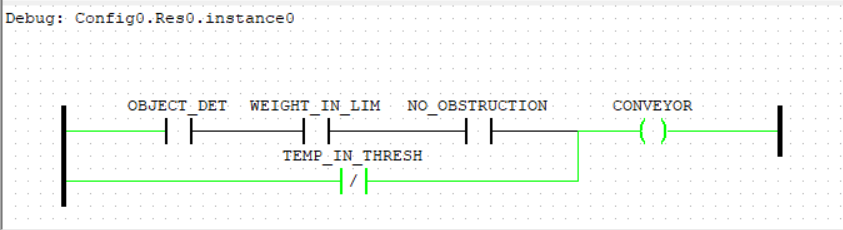 Debug: Config0.Res0.instance0
OBJECT_DET WEIGHT_IN_LIM NO_OBSTRUCTION CONVEYOR
TEMP_IN_THRESH
/